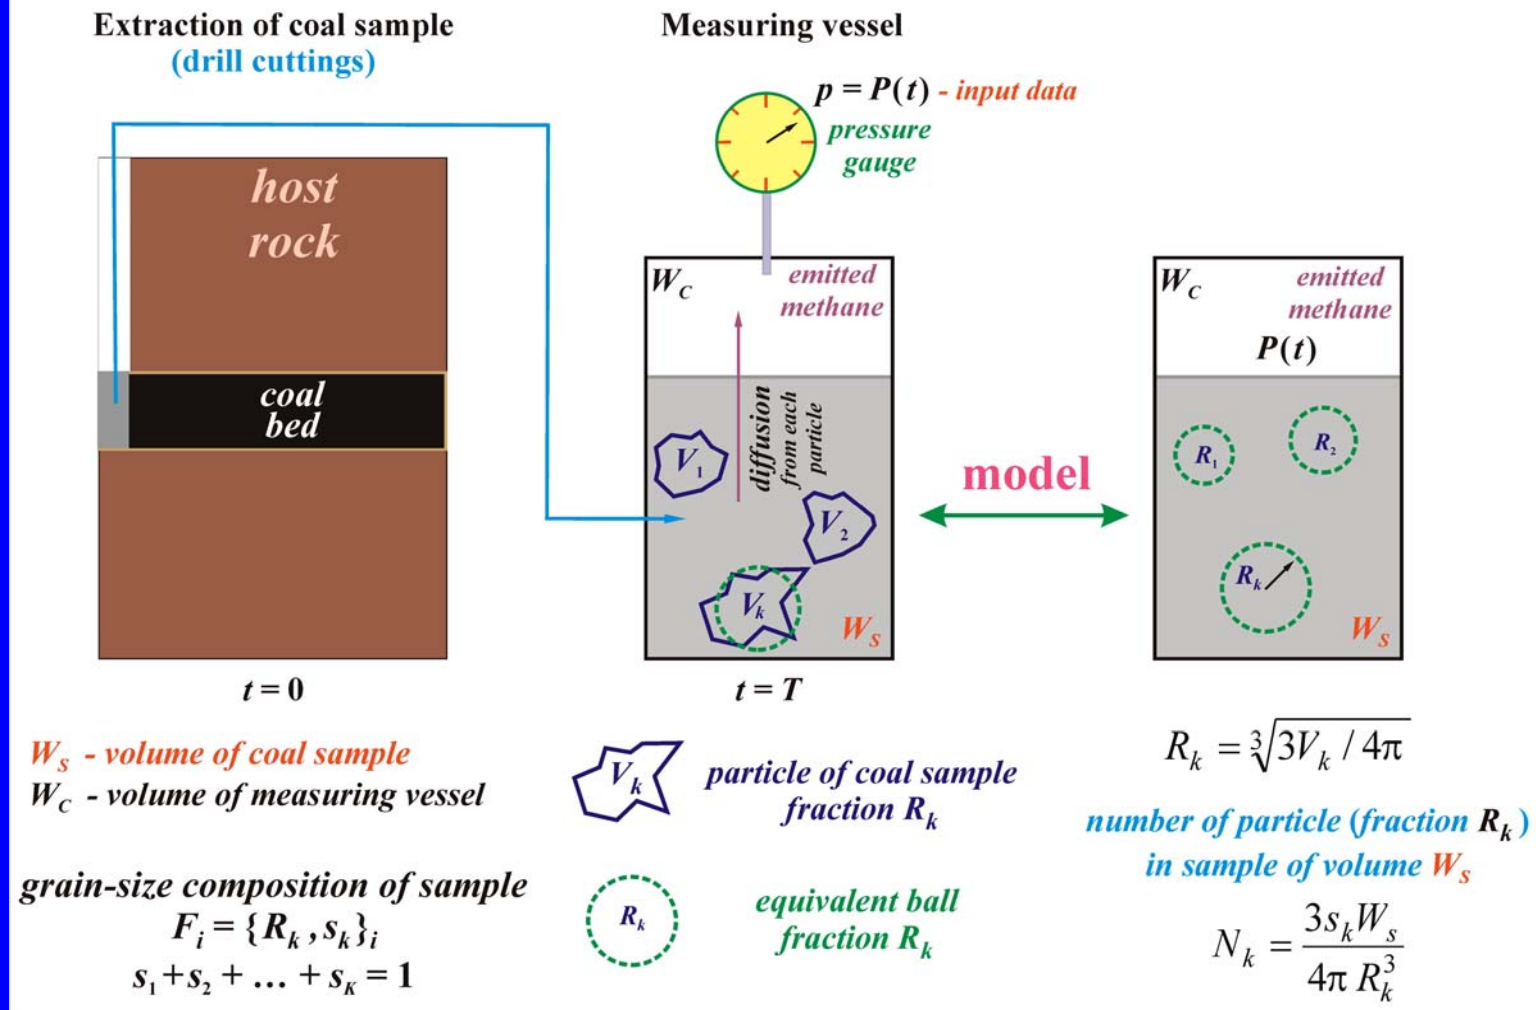 Extraction of coal sample
(drill cuttings)
host
rock
coal
bed
t = 0
Measuring vessel
p = P(t) - input data
pressure
gauge
W_C
emitted
methane
diffusion
from each
particle
V_1
V_2
V_k
W_S
t = T
model
W_C
emitted
methane
P(t)
R_1
R_2
R_k
W_S
W_S - volume of coal sample
W_C - volume of measuring vessel
grain-size composition of sample
F_i = {R_k , s_k}_i
s_1 + s_2 + ... + s_K = 1
V_k
particle of coal sample
fraction R_k
R_k
equivalent ball
fraction R_k
R_k = ∛(3V_k / 4π)
number of particle (fraction R_k )
in sample of volume W_S
N_k = 3s_k W_s / 4π R_k^3